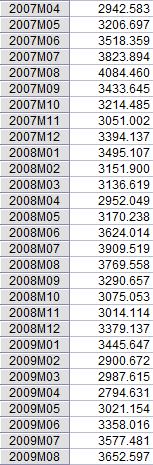 2007M04 2942.583
2007M05 3206.697
2007M06 3518.359
2007M07 3823.894
2007M08 4084.460
2007M09 3433.645
2007M10 3214.485
2007M11 3051.002
2007M12 3394.137
2008M01 3495.107
2008M02 3151.900
2008M03 3136.619
2008M04 2952.049
2008M05 3170.238
2008M06 3624.014
2008M07 3909.519
2008M08 3769.558
2008M09 3290.657
2008M10 3075.053
2008M11 3014.114
2008M12 3379.137
2009M01 3445.647
2009M02 2900.672
2009M03 2987.615
2009M04 2794.631
2009M05 3021.154
2009M06 3358.016
2009M07 3577.481
2009M08 3652.597